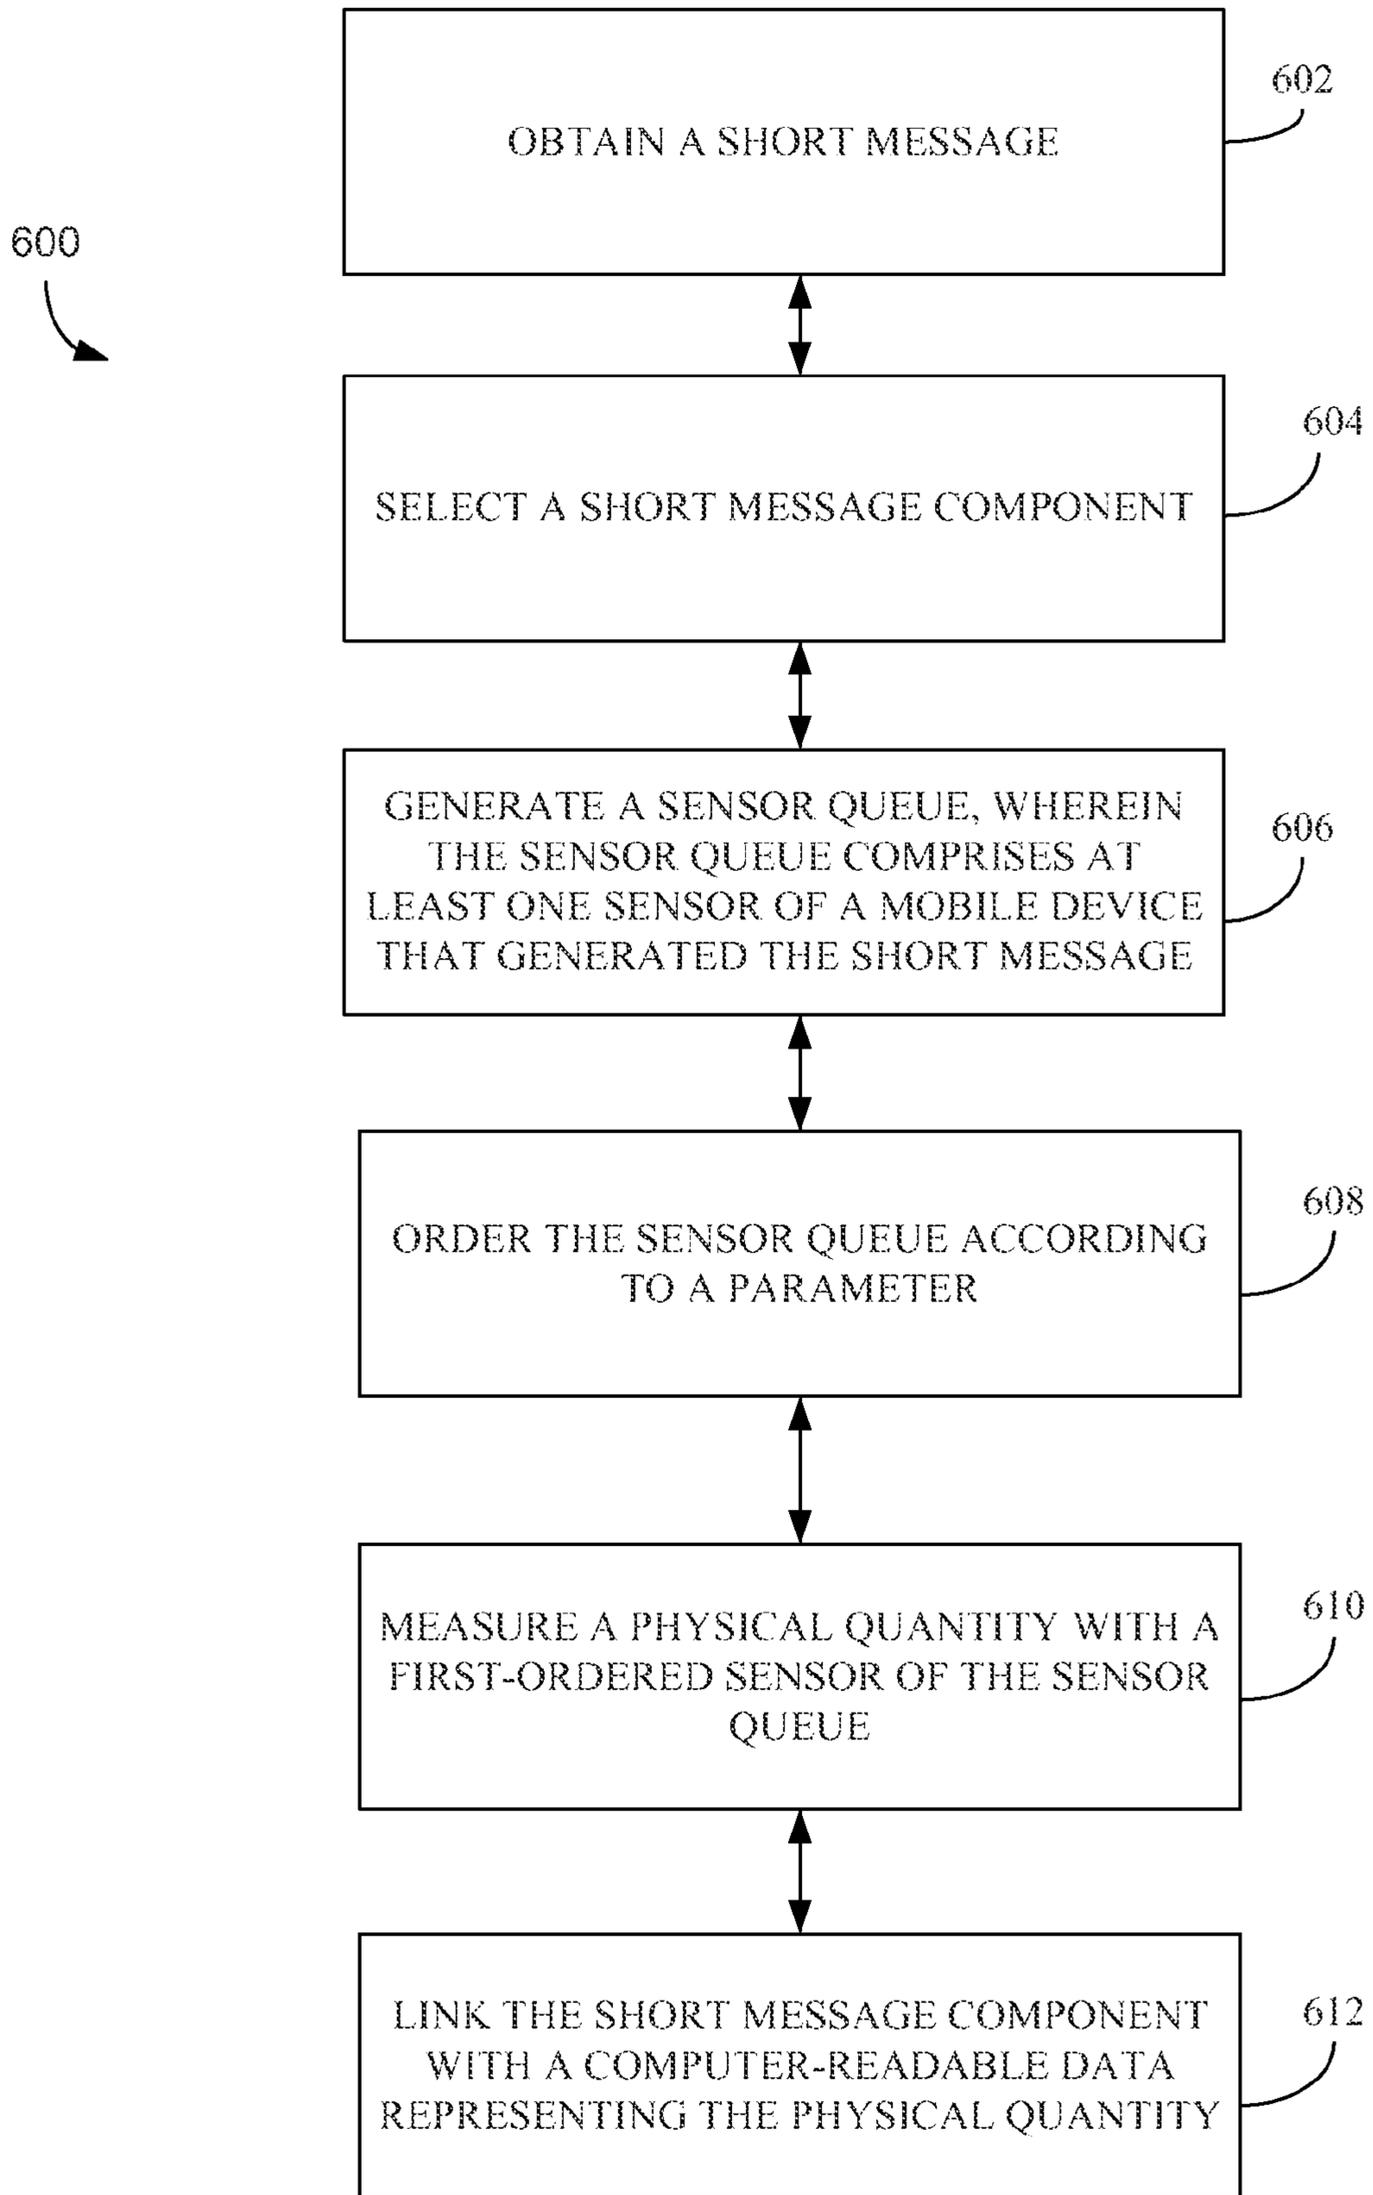 OBTAIN A SHORT MESSAGE
602
600
SELECT A SHORT MESSAGE COMPONENT
604
GENERATE A SENSOR QUEUE, WHEREIN
THE SENSOR QUEUE COMPRISES AT
LEAST ONE SENSOR OF A MOBILE DEVICE
THAT GENERATED THE SHORT MESSAGE
606
ORDER THE SENSOR QUEUE ACCORDING
TO A PARAMETER
608
MEASURE A PHYSICAL QUANTITY WITH A
FIRST-ORDERED SENSOR OF THE SENSOR
QUEUE
610
LINK THE SHORT MESSAGE COMPONENT
WITH A COMPUTER-READABLE DATA
REPRESENTING THE PHYSICAL QUANTITY
612